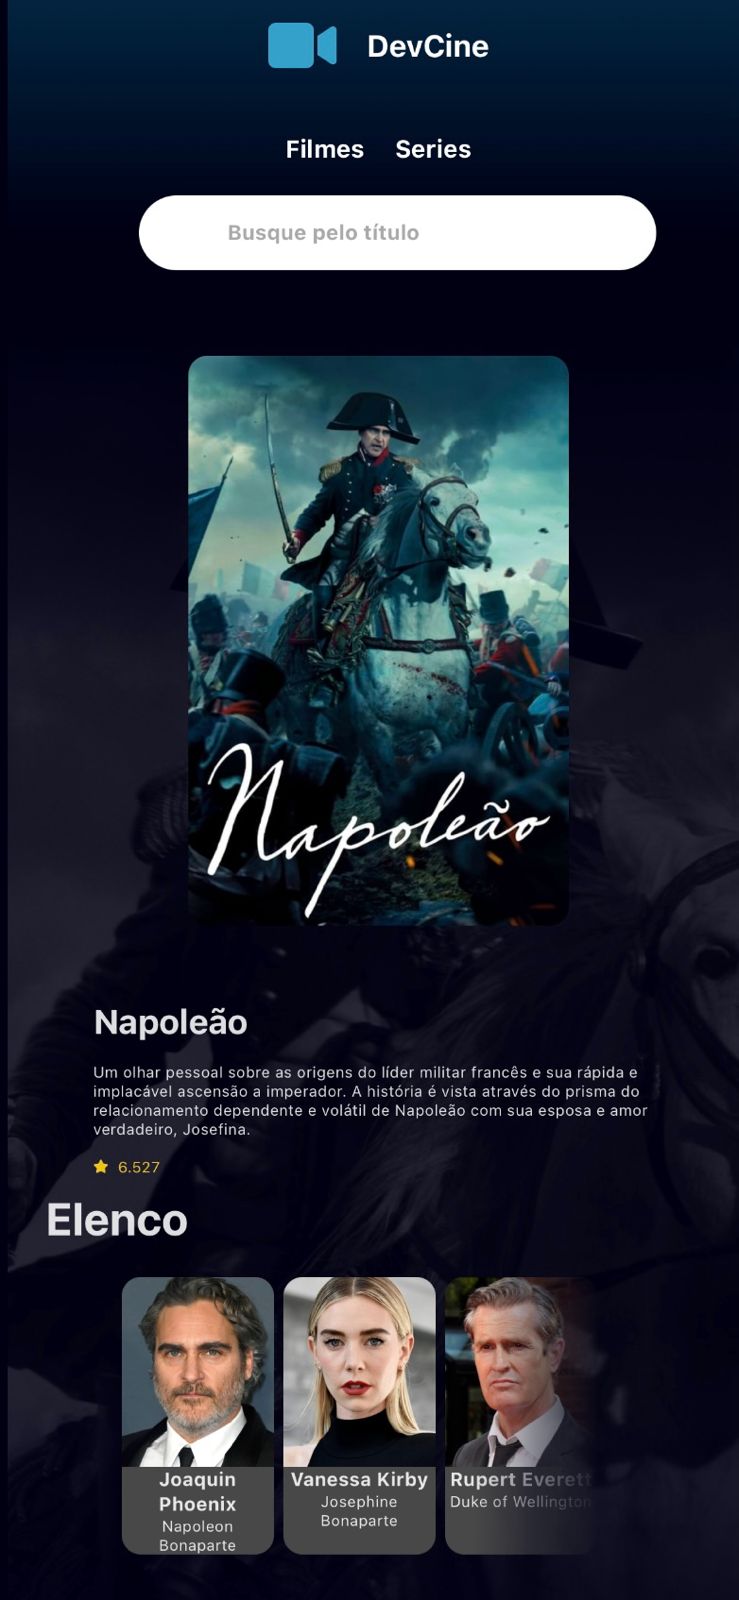 DevCine
Filmes Series
Busque pelo título
Napoleão
Napoleão
Um olhar pessoal sobre as origens do líder militar francês e sua rápida e
implacável ascensão a imperador. A história é vista através do prisma do
relacionamento dependente e volátil de Napoleão com sua esposa e amor
verdadeiro, Josefina.
6.527
Elenco
Joaquin
Phoenix
Napoleon
Bonaparte
Vanessa Kirby
Josephine
Bonaparte
Rupert Everett
Duke of Wellington